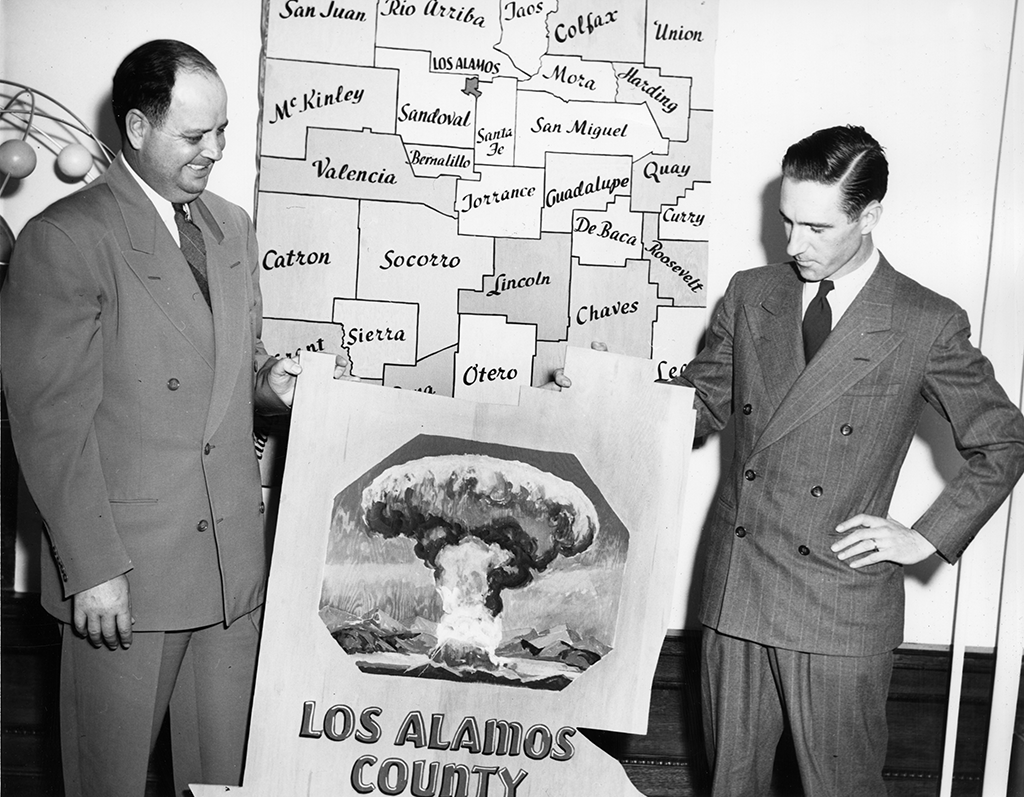 San Juan
Rio Arriba
Taos
Colfax
Union
LOS ALAMOS
Mora
Harding
McKinley
Sandoval
Santa
Fe
San Miguel
Bernalillo
Quay
Valencia
Torrance
Guadalupe
Curry
De Baca
Roosevelt
Catron
Socorro
Lincoln
Chaves
Sierra
Otero
LOS ALAMOS
COUNTY